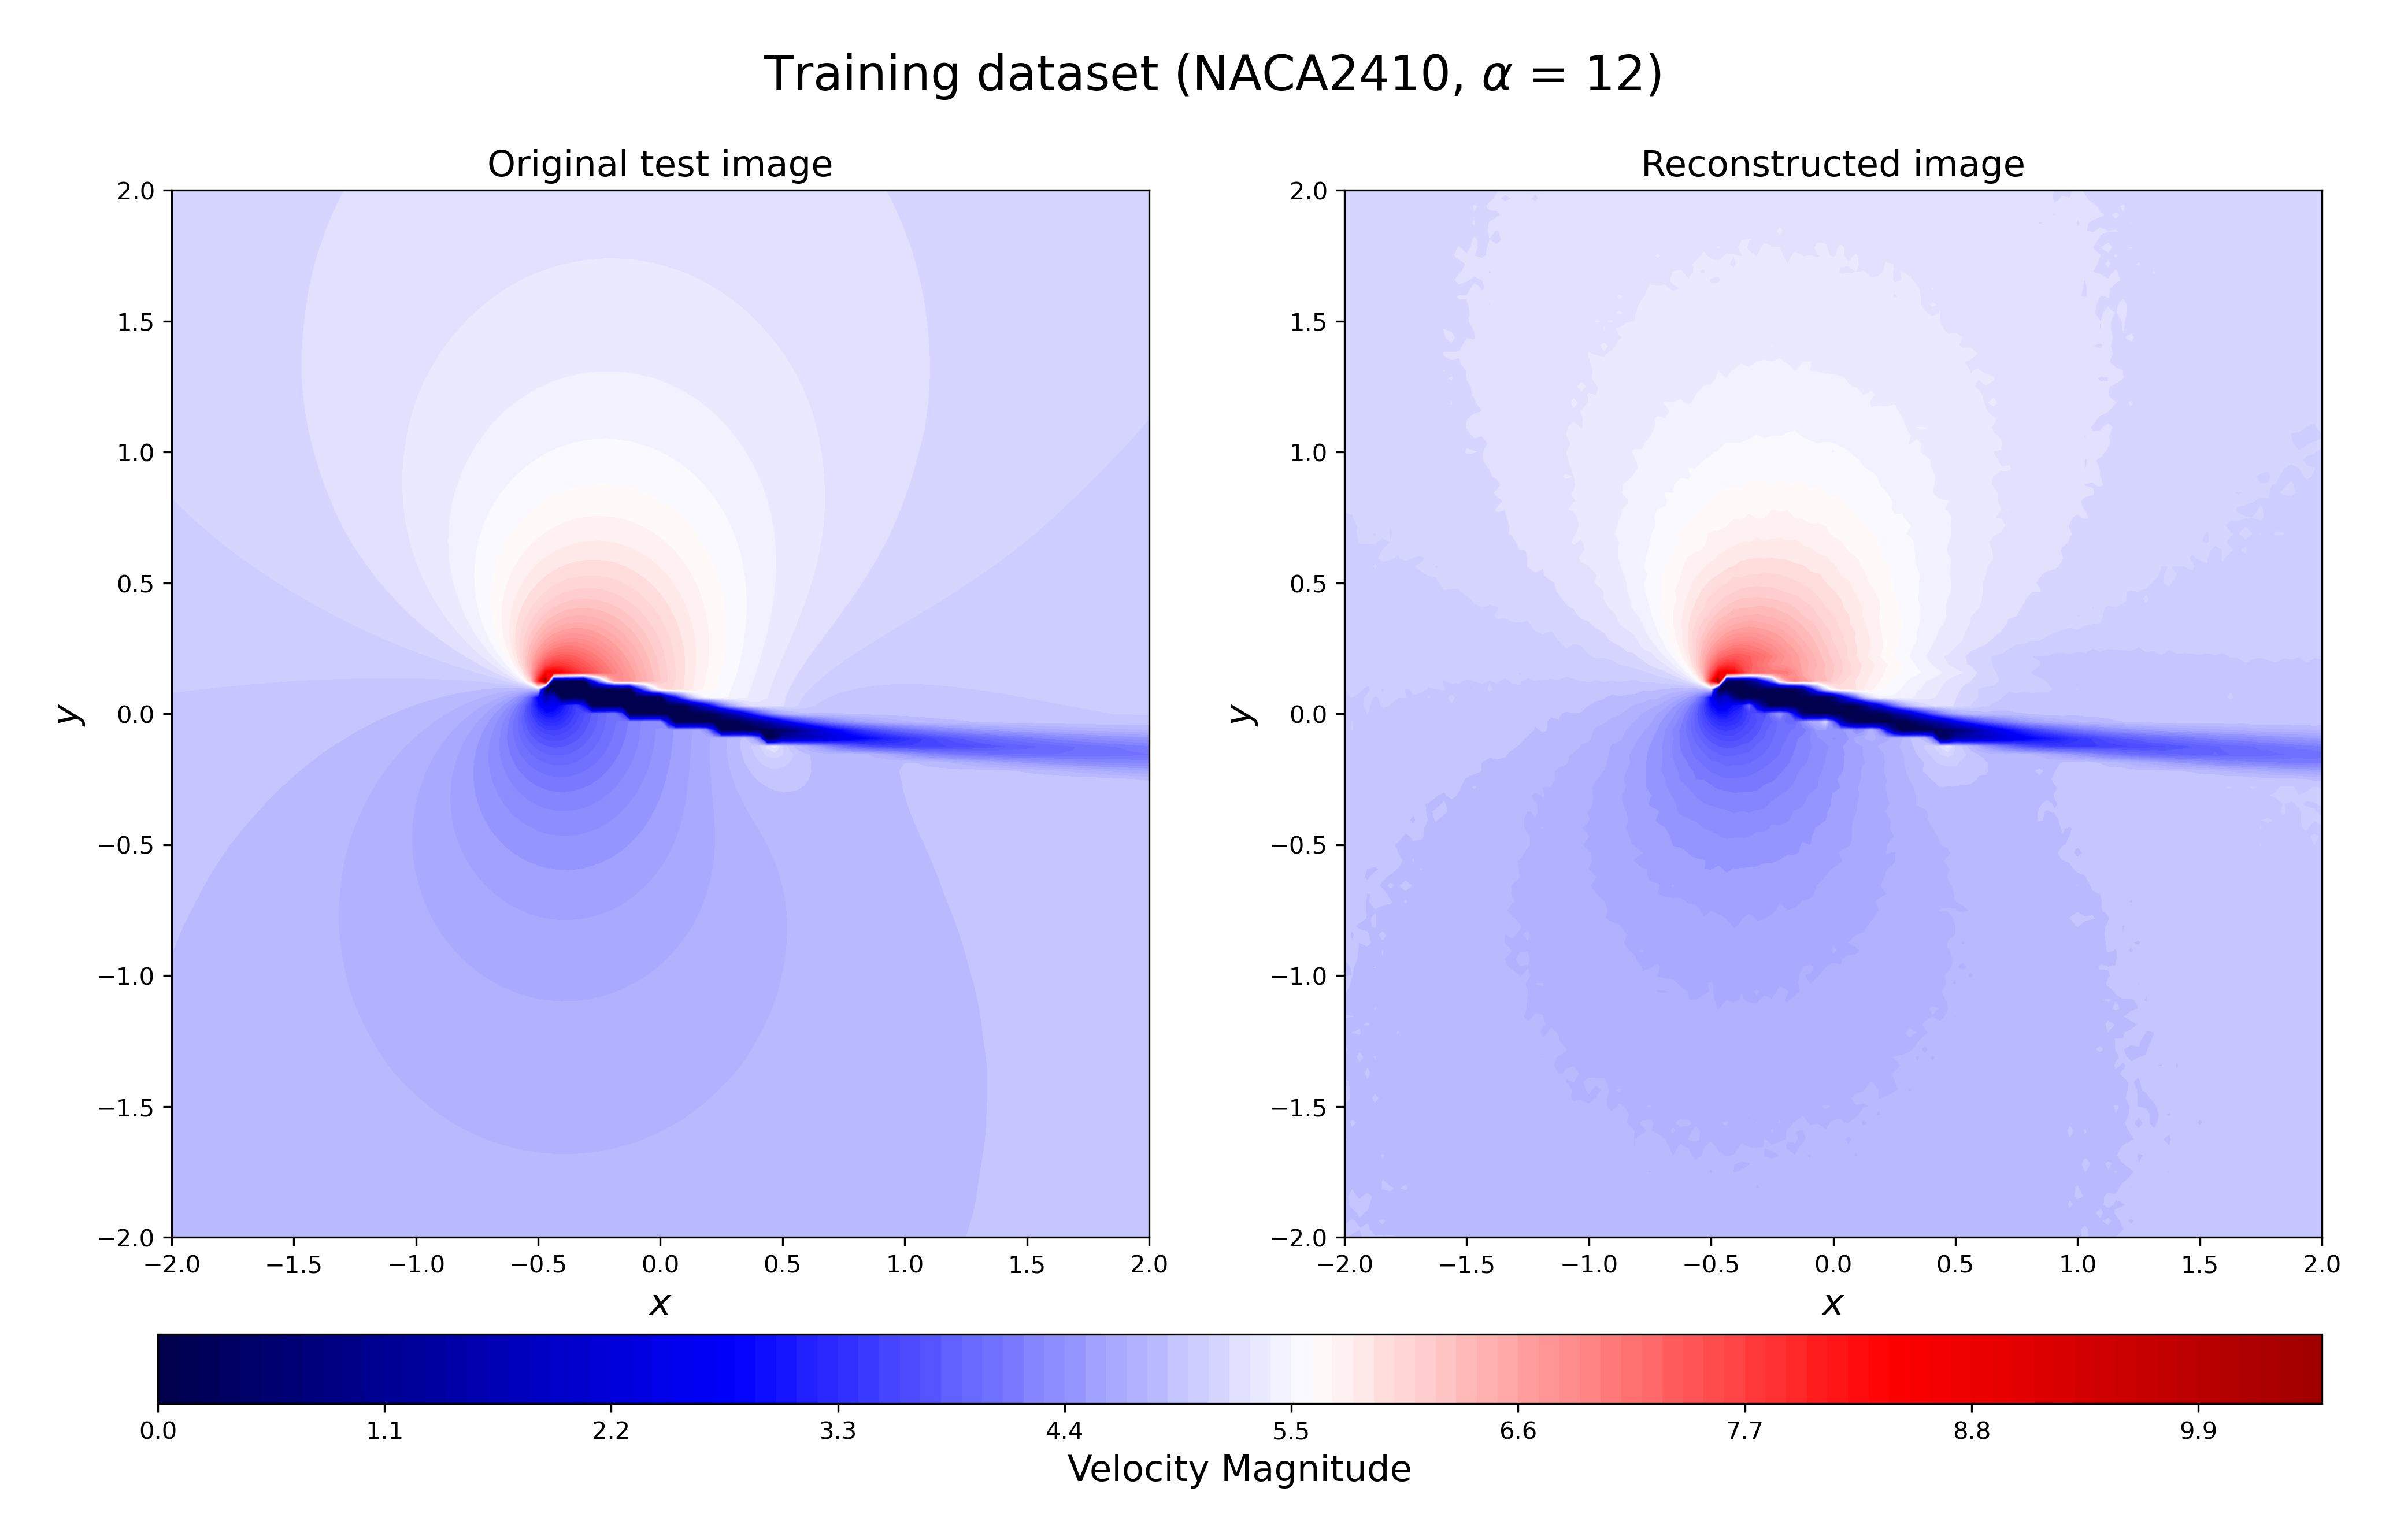 Training dataset (NACA2410, α = 12)
Original test image
Reconstructed image
2.0
1.5
1.0
0.5
0.0
−0.5
−1.0
−1.5
−2.0
y
−2.0 −1.5 −1.0 −0.5 0.0 0.5 1.0 1.5 2.0
x
2.0
1.5
1.0
0.5
0.0
−0.5
−1.0
−1.5
−2.0
y
−2.0 −1.5 −1.0 −0.5 0.0 0.5 1.0 1.5 2.0
x
0.0 1.1 2.2 3.3 4.4 5.5 6.6 7.7 8.8 9.9
Velocity Magnitude